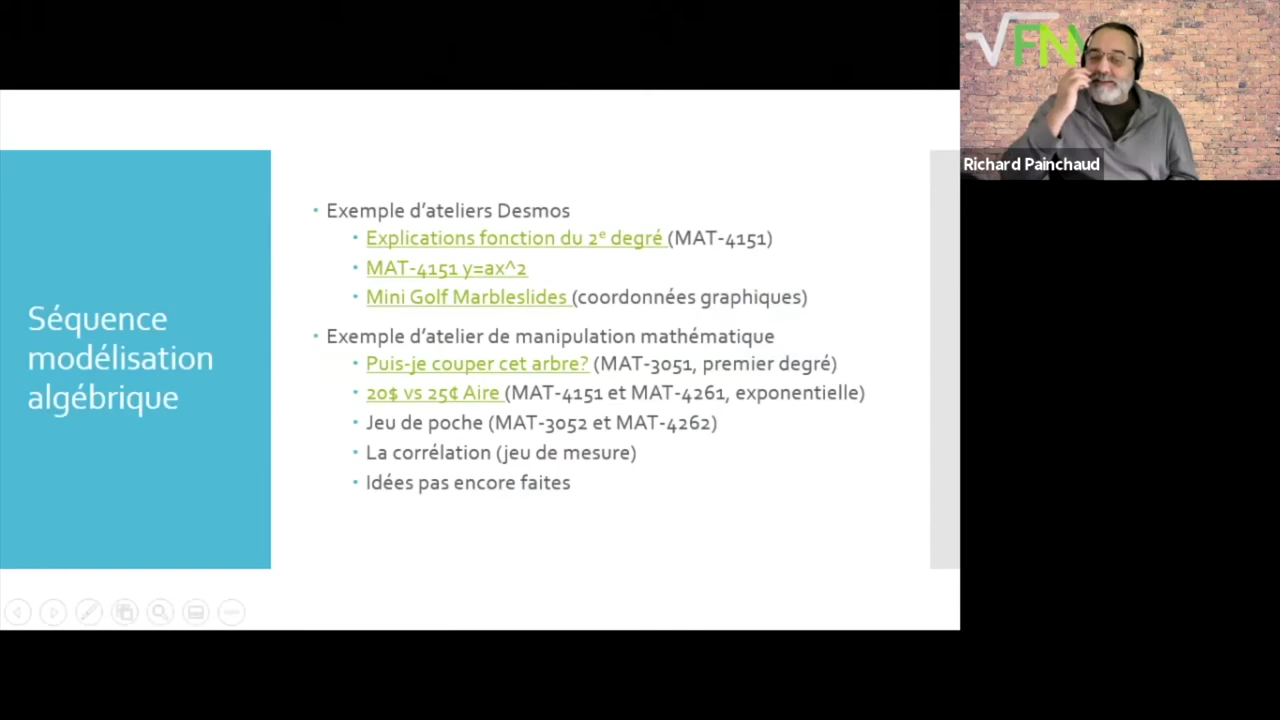 Séquence
modélisation
algébrique
Exemple d'ateliers Desmos
Explications fonction du 2e degré (MAT-4151)
MAT-4151 y=ax^2
Mini Golf Marbleslides (coordonnées graphiques)
Exemple d'atelier de manipulation mathématique
Puis-je couper cet arbre? (MAT-3051, premier degré)
20$ vs 25¢ Aire (MAT-4151 et MAT-4261, exponentielle)
Jeu de poche (MAT-3052 et MAT-4262)
La corrélation (jeu de mesure)
Idées pas encore faites
Richard Painchaud